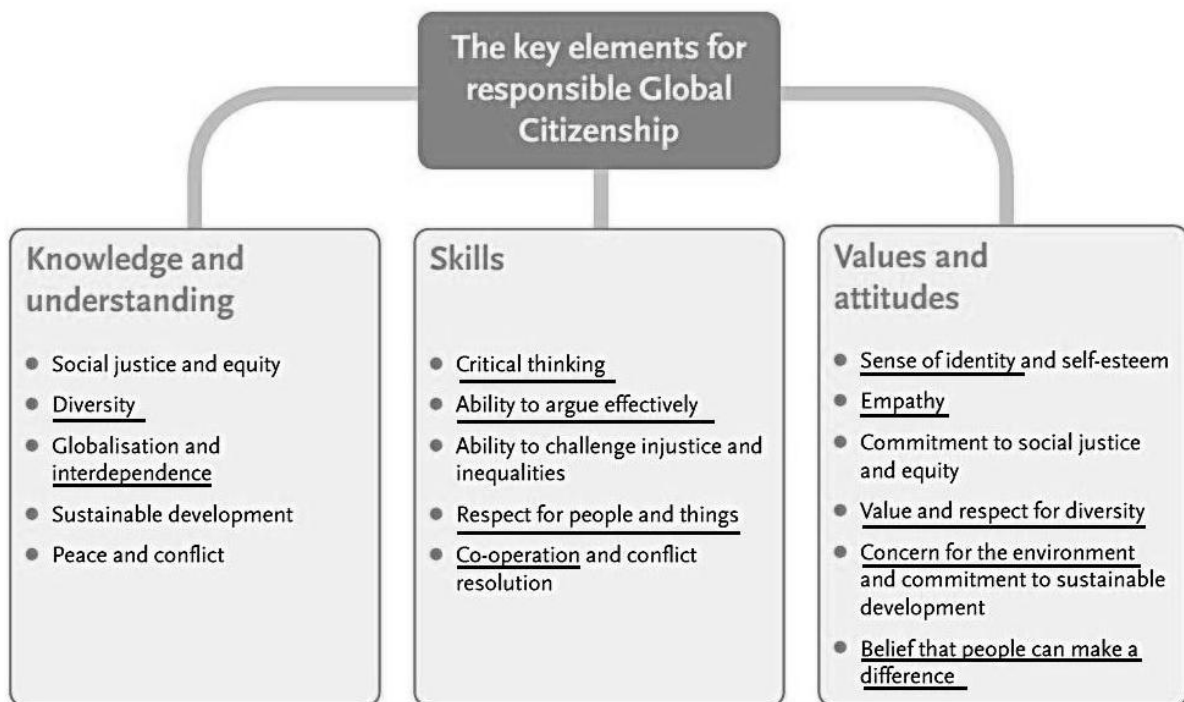 The key elements for
responsible Global
Citizenship
Knowledge and
understanding
Social justice and equity
Diversity
Globalisation and
interdependence
Sustainable development
Peace and conflict
Skills
Critical thinking
Ability to argue effectively
Ability to challenge injustice and
inequalities
Respect for people and things
Co-operation and conflict
resolution
Values and
attitudes
Sense of identity and self-esteem
Empathy
Commitment to social justice
and equity
Value and respect for diversity
Concern for the environment
and commitment to sustainable
development
Belief that people can make a
difference